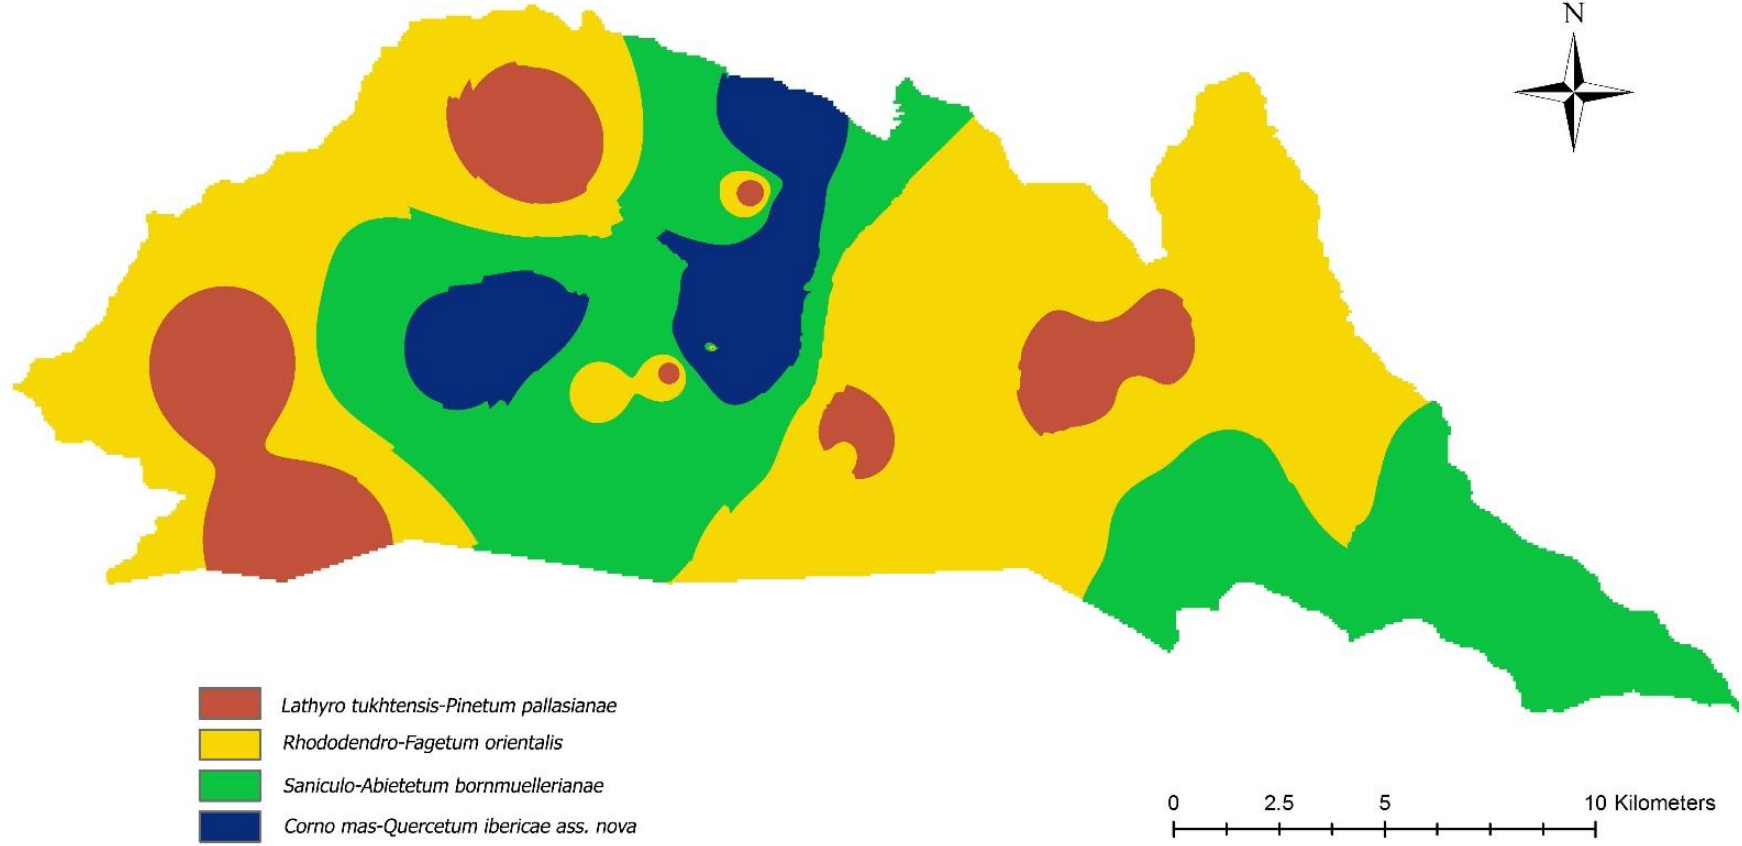 N
Lathyro tukhtensis-Pinetum pallasianae
Rhododendro-Fagetum orientalis
Saniculo-Abietetum bornmuellerianae
Corno mas-Quercetum ibericae ass. nova
0 2.5 5 10 Kilometers